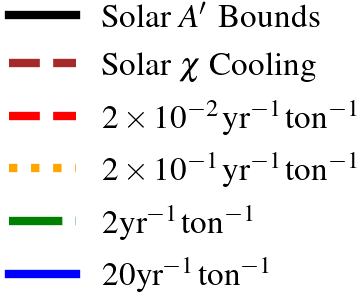 Solar A′ Bounds
Solar χ Cooling
2 × 10⁻² yr⁻¹ ton⁻¹
2 × 10⁻¹ yr⁻¹ ton⁻¹
2yr⁻¹ ton⁻¹
20yr⁻¹ ton⁻¹